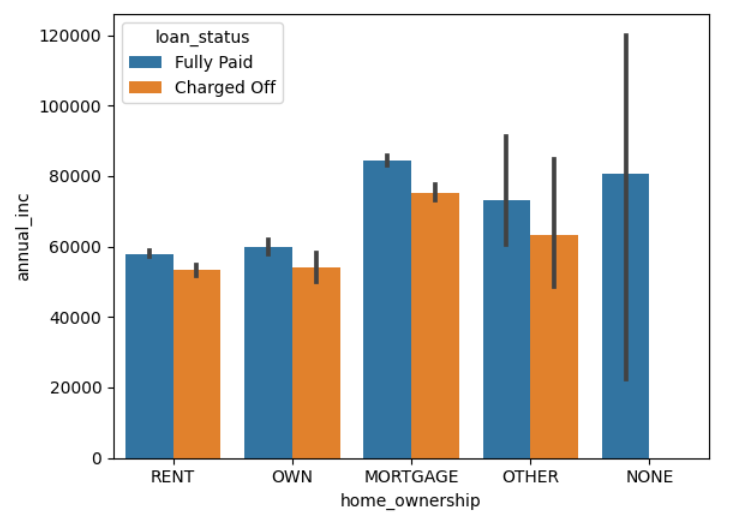 120000
100000
80000
60000
40000
20000
0
annual_inc
loan_status
Fully Paid
Charged Off
RENT OWN MORTGAGE OTHER NONE
home_ownership